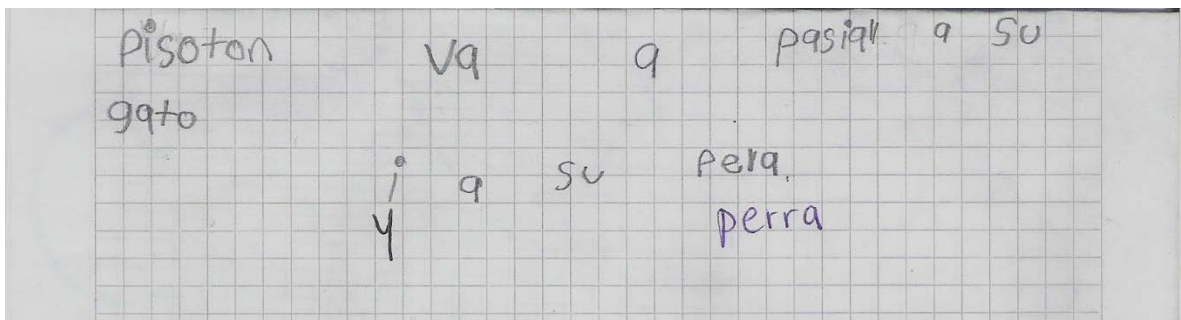 pisoton va a pasiar a su
gato
i a su pera.
y perra